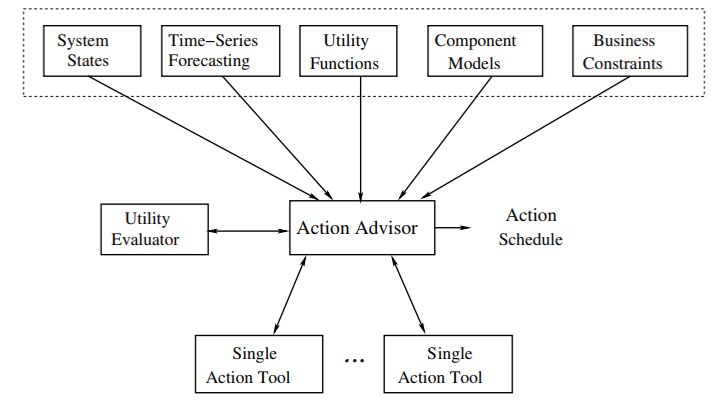 System
States
Time−Series
Forecasting
Utility
Functions
Component
Models
Business
Constraints
Utility
Evaluator
Action Advisor
Action
Schedule
Single
Action Tool
...
Single
Action Tool